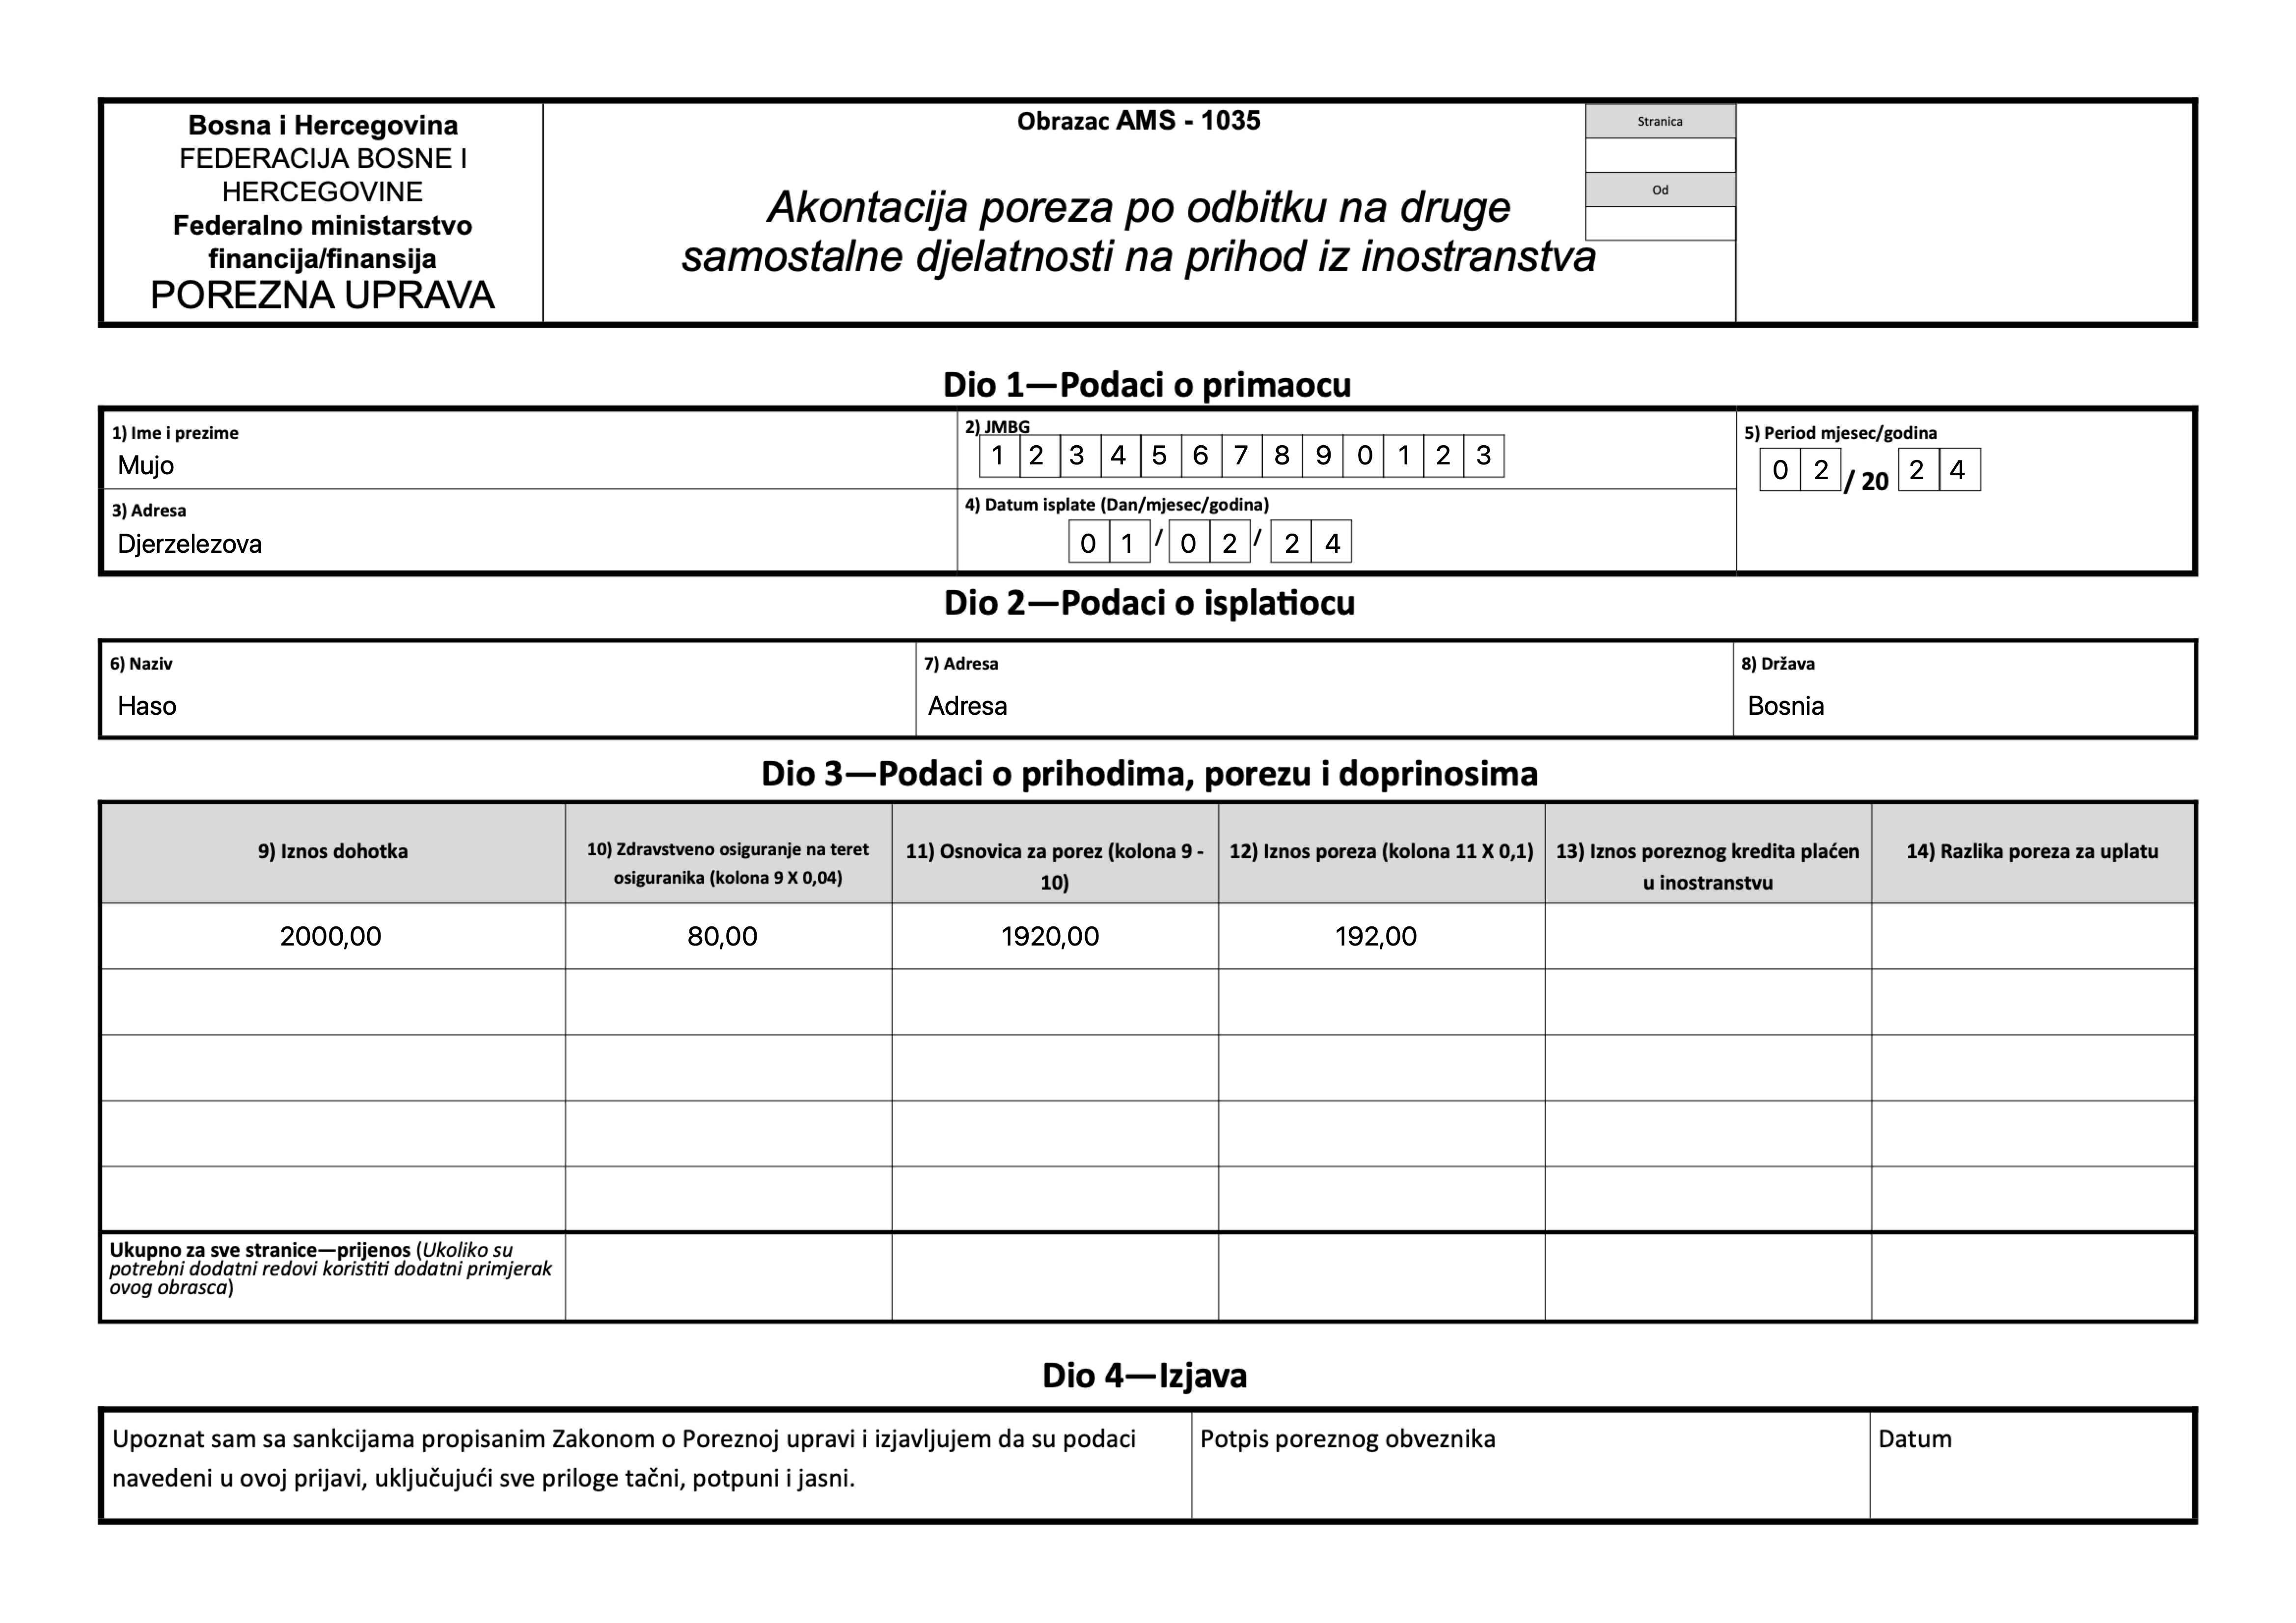 Bosna i Hercegovina
FEDERACIJA BOSNE I
HERCEGOVINE
Federalno ministarstvo
financija/finansija
POREZNA UPRAVA
Obrazac AMS - 1035
Akontacija poreza po odbitku na druge
samostalne djelatnosti na prihod iz inostranstva
Stranica
Od
Dio 1—Podaci o primaocu
1) Ime i prezime
Mujo
2) JMBG
1 2 3 4 5 6 7 8 9 0 1 2 3
5) Period mjesec/godina
0 2 / 20 2 4
3) Adresa
Djerzelezova
4) Datum isplate (Dan/mjesec/godina)
0 1 / 0 2 / 2 4
Dio 2—Podaci o isplatiocu
6) Naziv
Haso
7) Adresa
Adresa
8) Država
Bosnia
Dio 3—Podaci o prihodima, porezu i doprinosima
9) Iznos dohotka
10) Zdravstveno osiguranje na teret
osiguranika (kolona 9 X 0,04)
11) Osnovica za porez (kolona 9 -
10)
12) Iznos poreza (kolona 11 X 0,1)
13) Iznos poreznog kredita plaćen
u inostranstvu
14) Razlika poreza za uplatu
2000,00 80,00 1920,00 192,00
Ukupno za sve stranice—prijenos (Ukoliko su
potrebni dodatni redovi koristiti dodatni primjerak
ovog obrasca)
Dio 4—Izjava
Upoznat sam sa sankcijama propisanim Zakonom o Poreznoj upravi i izjavljujem da su podaci
navedeni u ovoj prijavi, uključujući sve priloge tačni, potpuni i jasni.
Potpis poreznog obveznika
Datum